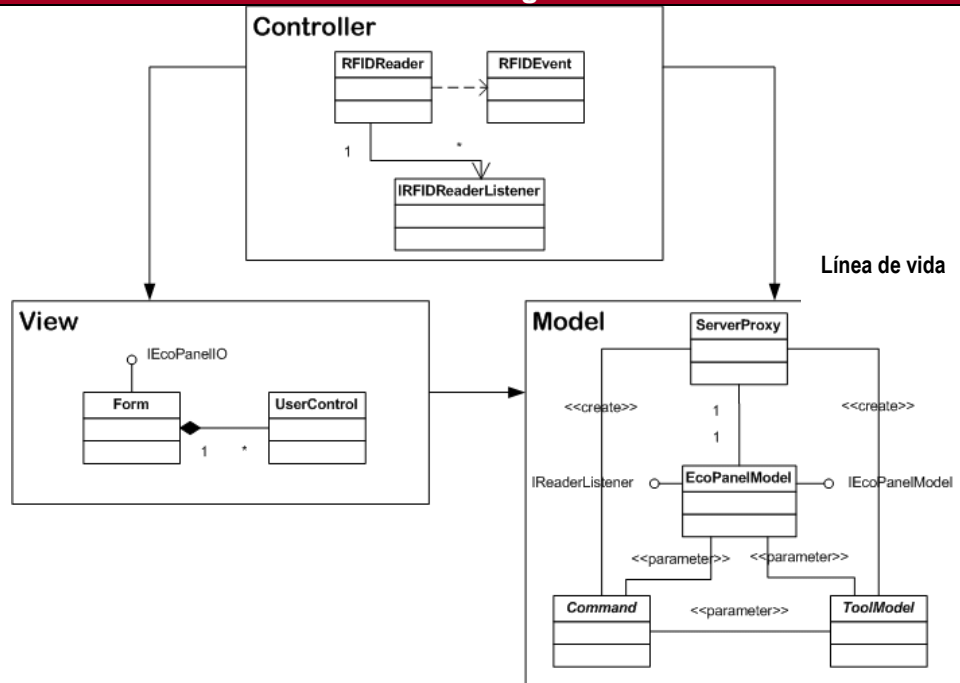 Controller
RFIDReader
RFIDEvent
1
*
IRFIDReaderListener
Línea de vida
View
IEcoPanelIO
Form
UserControl
1
*
Model
ServerProxy
<<create>>
1
<<create>>
1
IReaderListener
EcoPanelModel
IEcoPanelModel
<<parameter>>
<<parameter>>
Command
<<parameter>>
ToolModel